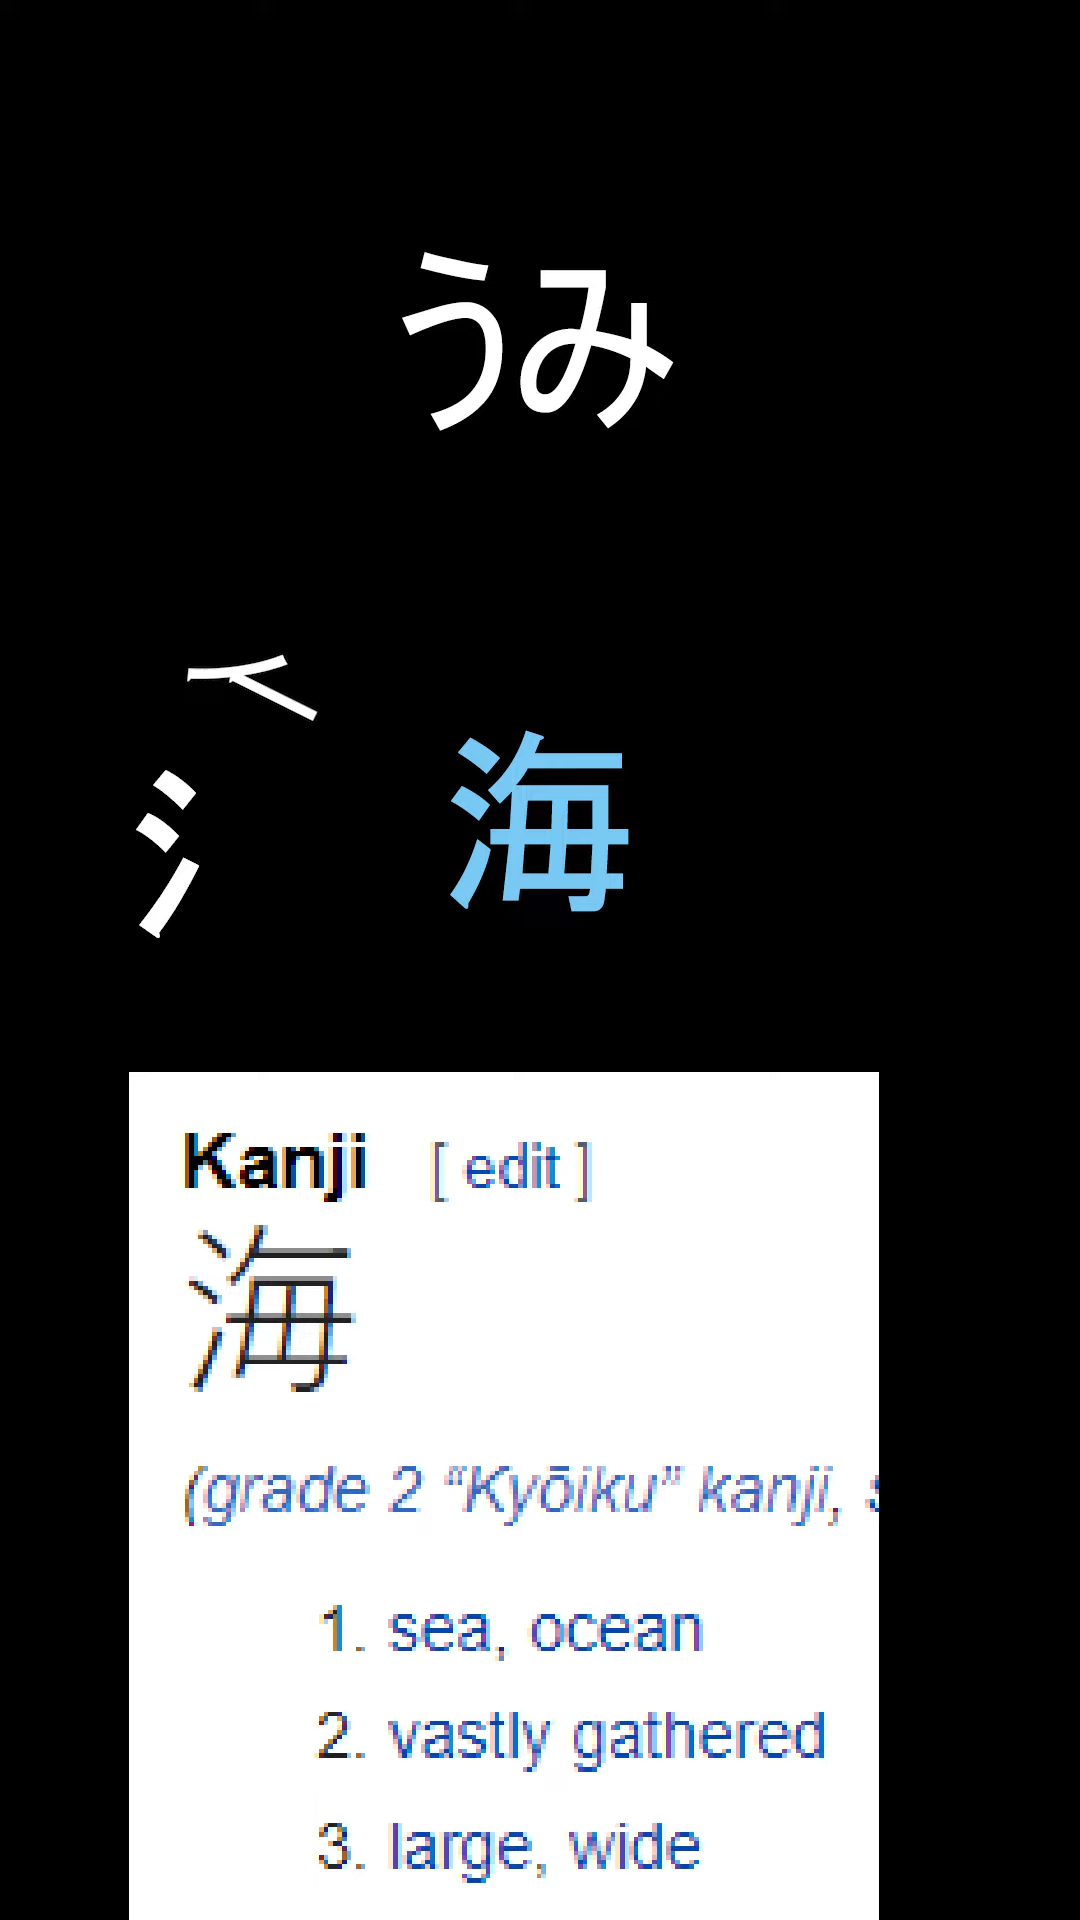 うみ
𠂉
氵
海
Kanji [ edit ]
海
(grade 2 “Kyōiku” kanji,
1. sea, ocean
2. vastly gathered
3. large, wide